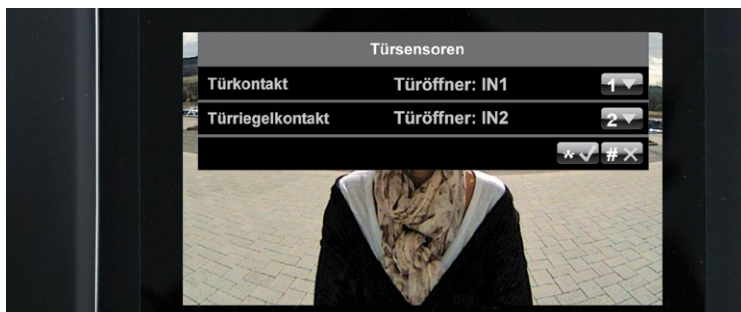 Türsensoren
Türkontakt Türöffner: IN1 1
Türriegelkontakt Türöffner: IN2 2
* #